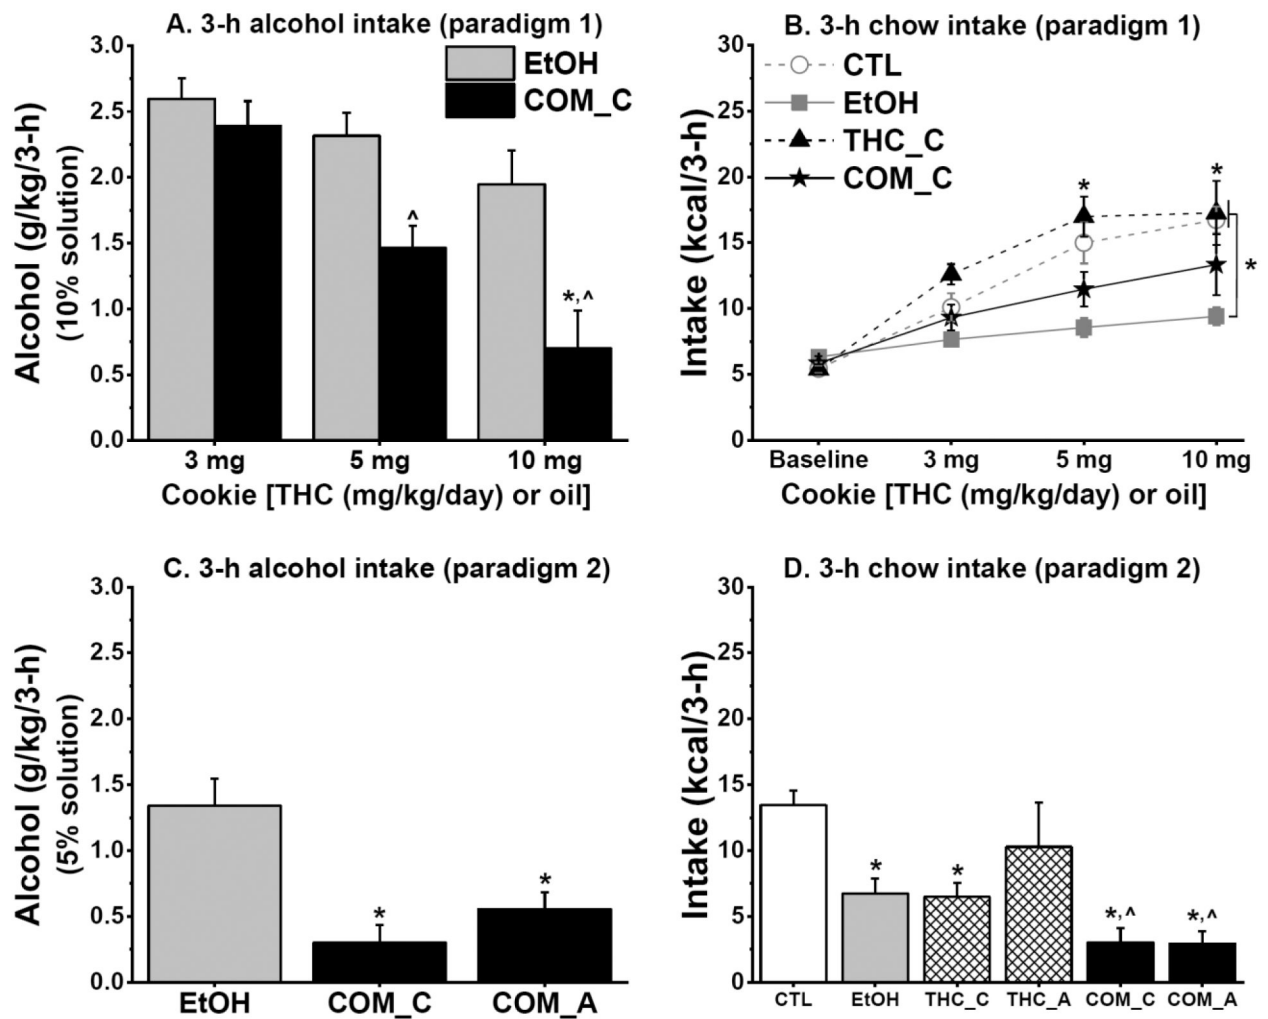 A. 3-h alcohol intake (paradigm 1)
Alcohol (g/kg/3-h)
(10% solution)
3.0
2.5
2.0
1.5
1.0
0.5
0.0
EtOH
COM_C
^
*,^
3 mg
5 mg
10 mg
Cookie [THC (mg/kg/day) or oil]
B. 3-h chow intake (paradigm 1)
Intake (kcal/3-h)
30
25
20
15
10
5
0
CTL
EtOH
THC_C
COM_C
*
*
*
Baseline
3 mg
5 mg
10 mg
Cookie [THC (mg/kg/day) or oil]
C. 3-h alcohol intake (paradigm 2)
Alcohol (g/kg/3-h)
(5% solution)
3.0
2.5
2.0
1.5
1.0
0.5
0.0
*
*
EtOH
COM_C
COM_A
D. 3-h chow intake (paradigm 2)
Intake (kcal/3-h)
30
25
20
15
10
5
0
*
*
*,^
*,^
CTL
EtOH
THC_C
THC_A
COM_C
COM_A